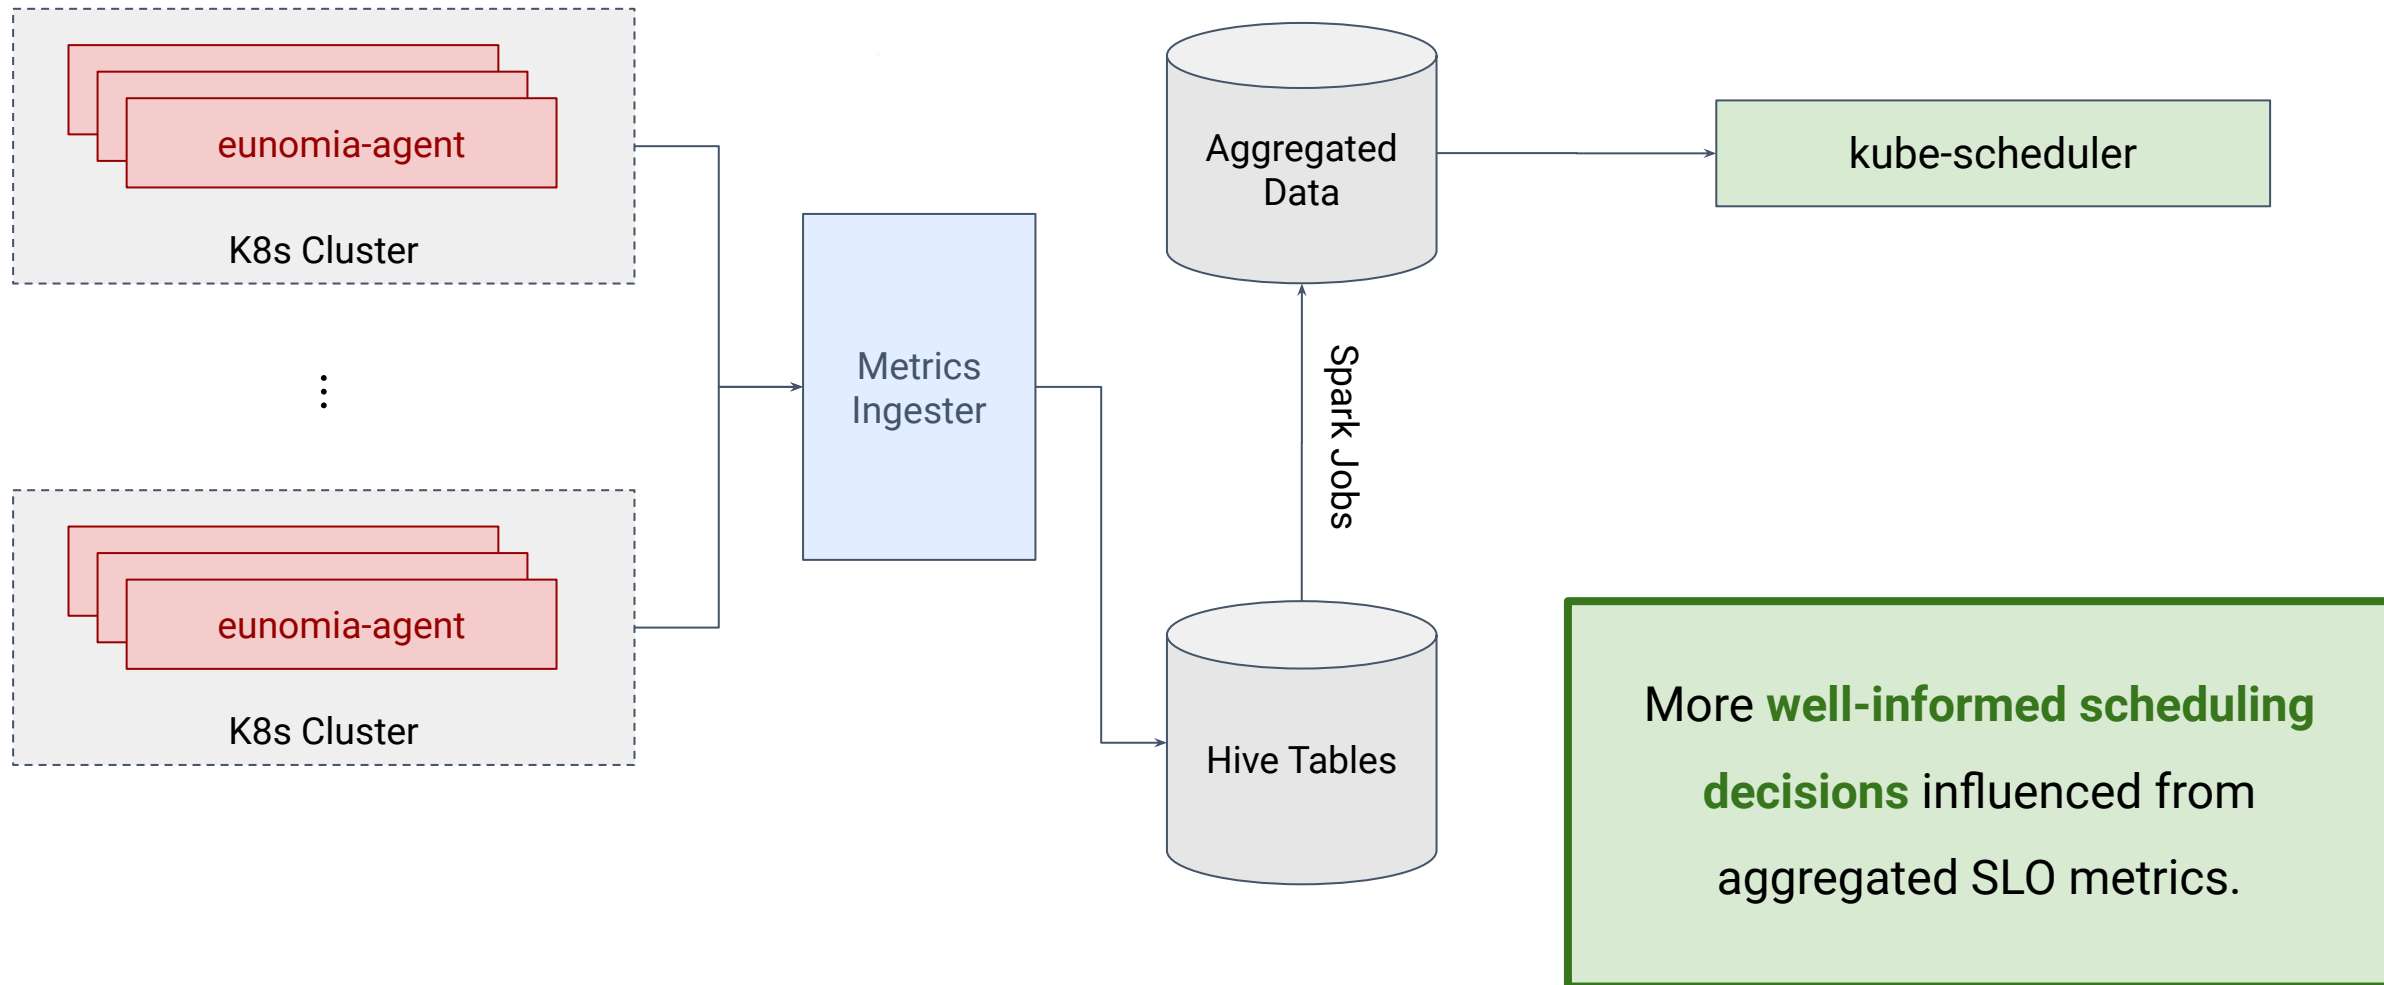 eunomia-agent
K8s Cluster
⋮
eunomia-agent
K8s Cluster
Metrics
Ingester
Aggregated
Data
Spark Jobs
Hive Tables
kube-scheduler
More well-informed scheduling
decisions influenced from
aggregated SLO metrics.